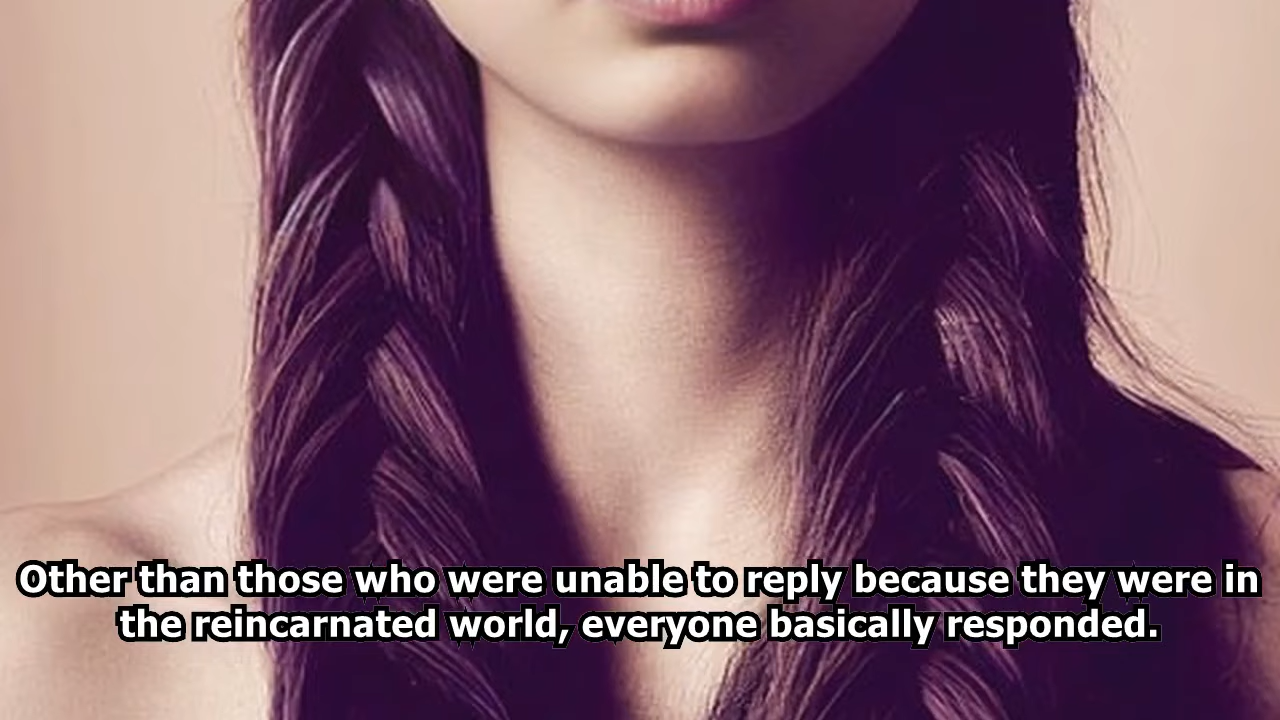 Other than those who were unable to reply because they were in
the reincarnated world, everyone basically responded.